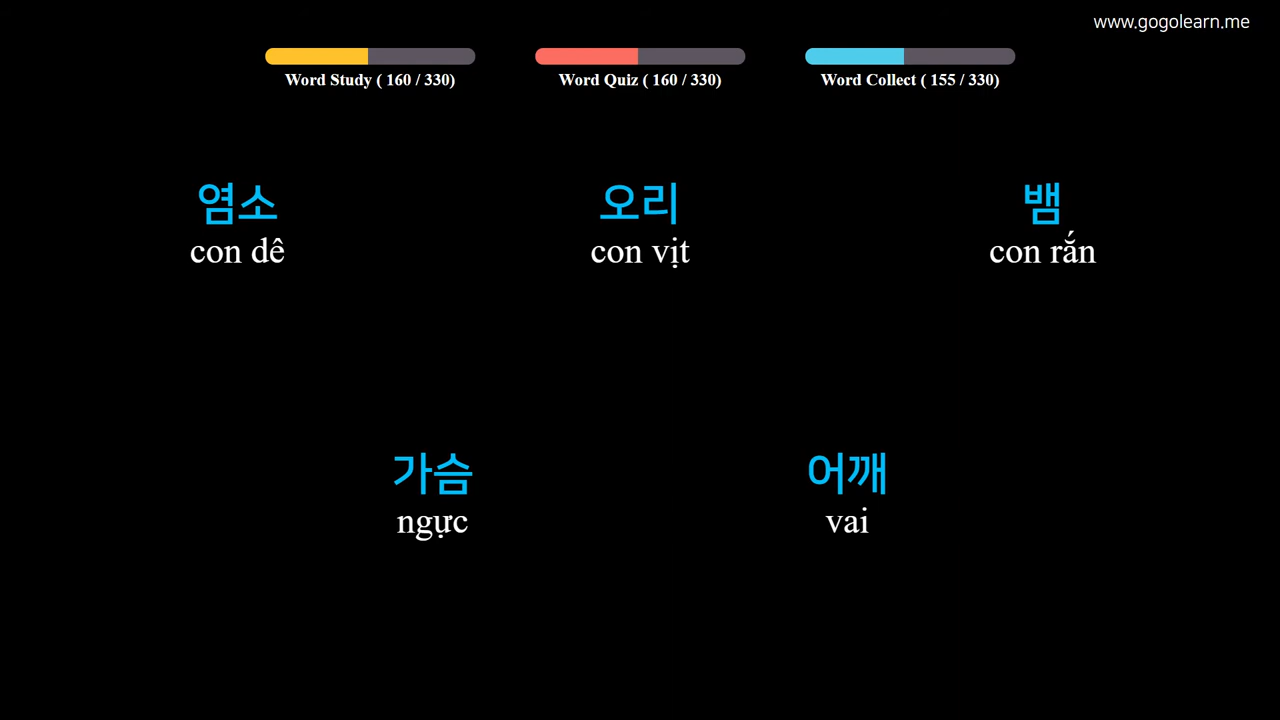 www.gogolearn.me
Word Study ( 160 / 330)
Word Quiz ( 160 / 330)
Word Collect ( 155 / 330)
염소
con dê
오리
con vịt
뱀
con rắn
가슴
ngực
어깨
vai